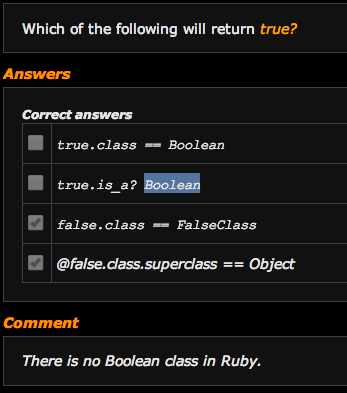 Which of the following will return true?
Answers
Correct answers
true.class == Boolean
true.is_a? Boolean
false.class == FalseClass
@false.class.superclass == Object
Comment
There is no Boolean class in Ruby.